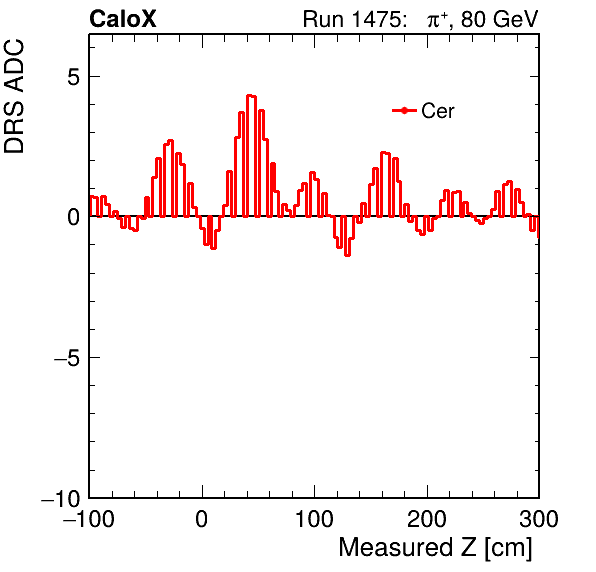 CaloX Run 1475: π⁺, 80 GeV
DRS ADC
5
Cer
0
−5
−10
−100 0 100 200 300
Measured Z [cm]